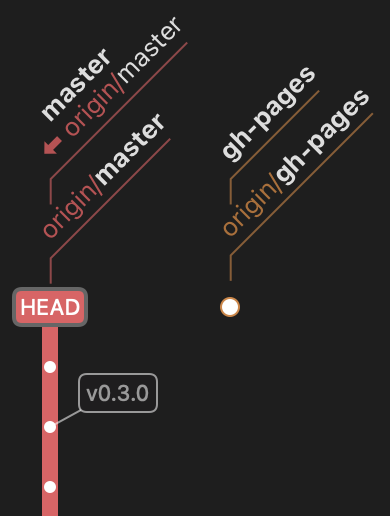 master
origin/master
origin/master
gh-pages
origin/gh-pages
HEAD
v0.3.0